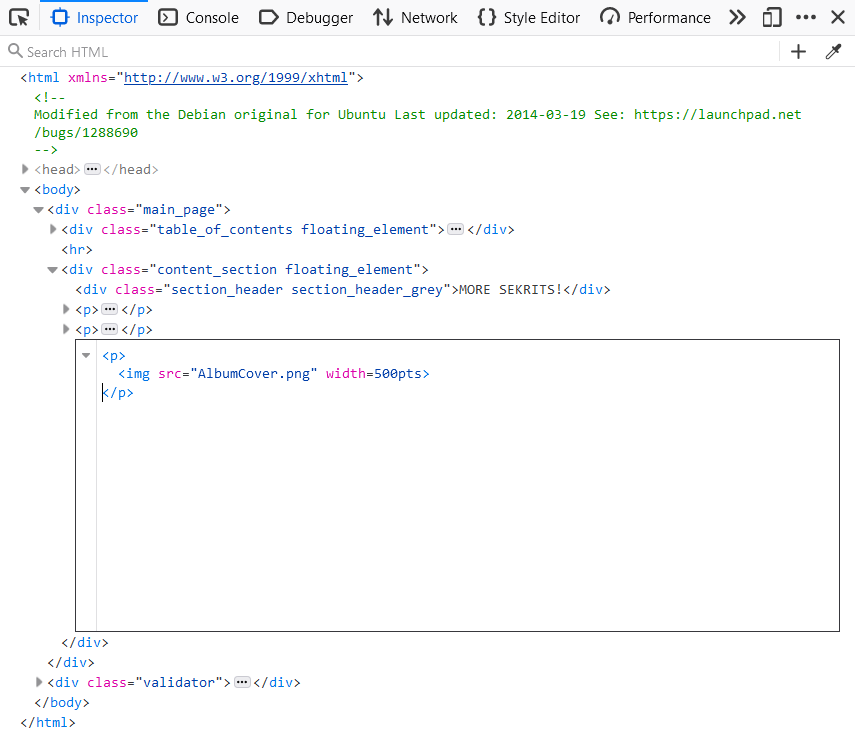 Inspector Console Debugger Network {} Style Editor Performance
Search HTML
<html xmlns="http://www.w3.org/1999/xhtml">
<!--
Modified from the Debian original for Ubuntu Last updated: 2014-03-19 See: https://launchpad.net
/bugs/1288690
-->
<head>…</head>
<body>
<div class="main_page">
<div class="table_of_contents floating_element">…</div>
<hr>
<div class="content_section floating_element">
<div class="section_header section_header_grey">MORE SEKRITS!</div>
<p>…</p>
<p>…</p>
<p>
<img src="AlbumCover.png" width=500pts>
</p>
</div>
</div>
<div class="validator">…</div>
</body>
</html>